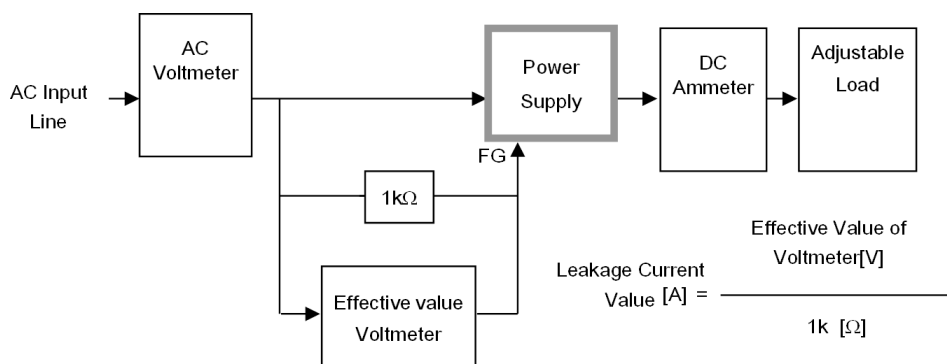 AC
Voltmeter
AC Input
Line
Power
Supply
DC
Ammeter
Adjustable
Load
FG
1kΩ
Effective value
Voltmeter
Leakage Current
Value [A] =
Effective Value of
Voltmeter[V]
1k [Ω]